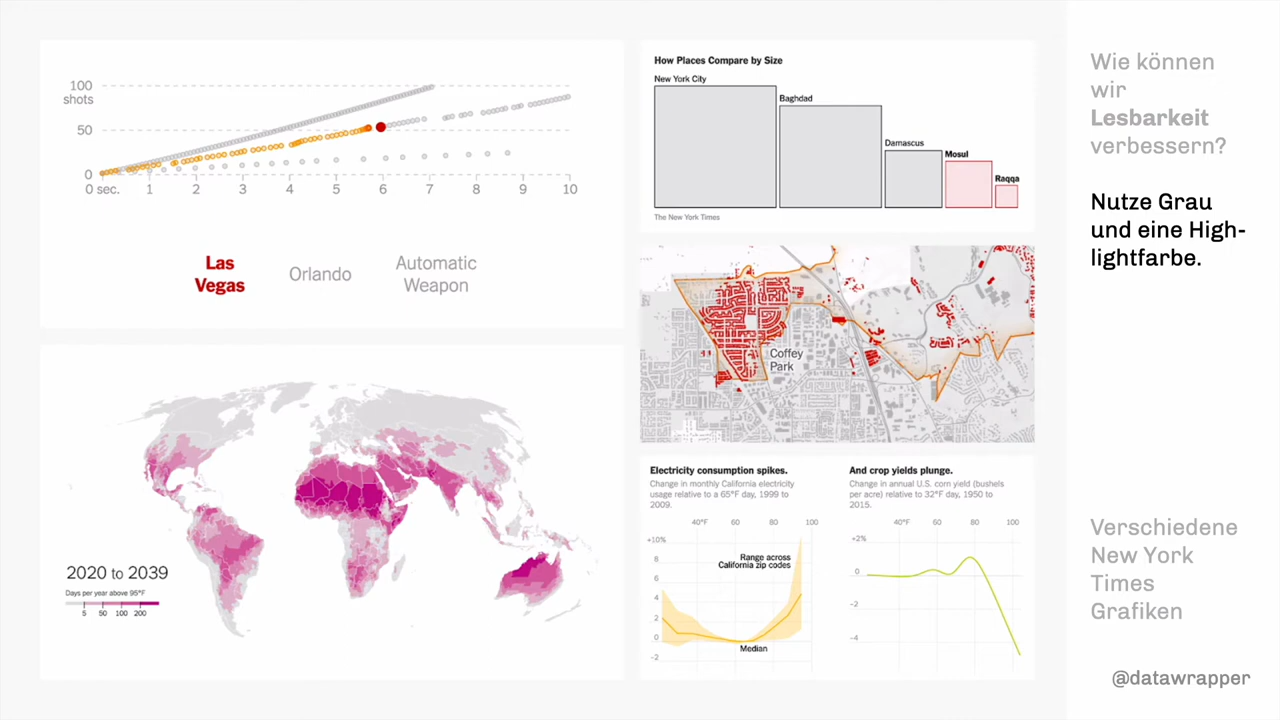 100
shots
50
0
0 sec.
1
2
3
4
5
6
7
8
9
10
Las
Vegas
Orlando
Automatic
Weapon
How Places Compare by Size
New York City
Baghdad
Damascus
Mosul
Raqqa
The New York Times
Coffey
Park
2020 to 2039
Days per year above 95°F
5 50 100 200
Electricity consumption spikes.
Change in monthly California electricity
usage relative to a 65°F day, 1999 to
2009.
40°F 60 80 100
+10%
8
6
4
2
0
-2
Range across
California zip codes
Median
And crop yields plunge.
Change in annual U.S. corn yield (bushels
per acre) relative to 32°F day, 1950 to
2015.
40°F 60 80 100
+2%
0
-2
-4
Wie können
wir
Lesbarkeit
verbessern?
Nutze Grau
und eine High-
lightfarbe.
Verschiedene
New York
Times
Grafiken
@datawrapper